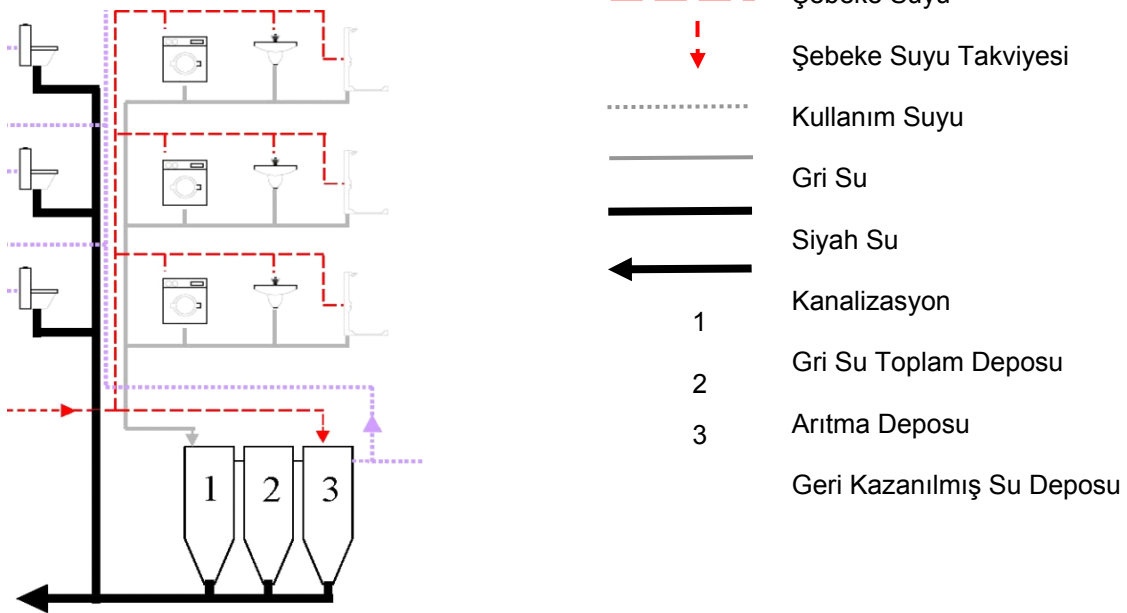 1 2 3
Şebeke Suyu
Şebeke Suyu Takviyesi
Kullanım Suyu
Gri Su
Siyah Su
Kanalizasyon
1
Gri Su Toplam Deposu
2
Arıtma Deposu
3
Geri Kazanılmış Su Deposu